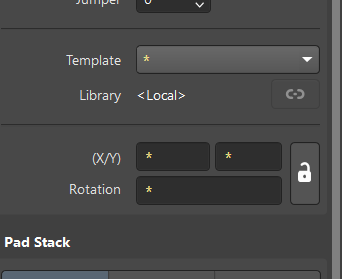 Jumper 0
Template *
Library <Local>
(X/Y) * *
Rotation *
Pad Stack